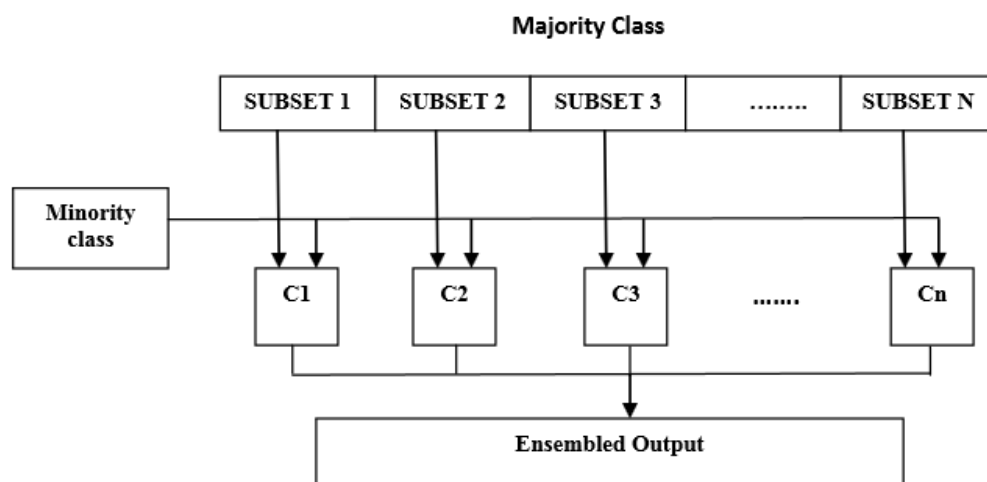 Majority Class
SUBSET 1 SUBSET 2 SUBSET 3 ........ SUBSET N
Minority
class
C1 C2 C3 ....... Cn
Ensembled Output